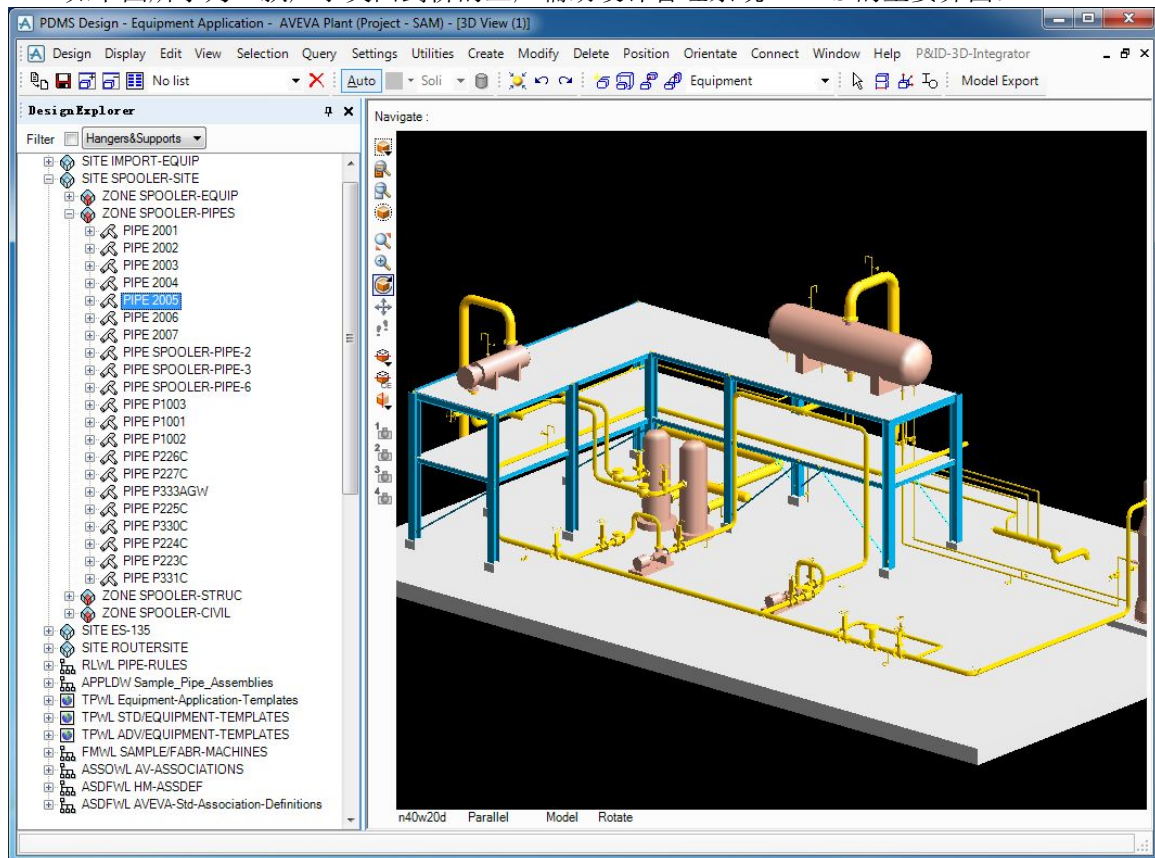 PDMS Design - Equipment Application - AVEVA Plant (Project - SAM) - [3D View (1)]
Design Display Edit View Selection Query Settings Utilities Create Modify Delete Position Orientate Connect Window Help P&ID-3D-Integrator
No list Auto Soli Equipment Model Export
DesignExplorer
Filter Hangers&Supports
SITE IMPORT-EQUIP
SITE SPOOLER-SITE
ZONE SPOOLER-EQUIP
ZONE SPOOLER-PIPES
PIPE 2001
PIPE 2002
PIPE 2003
PIPE 2004
PIPE 2005
PIPE 2006
PIPE 2007
PIPE SPOOLER-PIPE-2
PIPE SPOOLER-PIPE-3
PIPE SPOOLER-PIPE-6
PIPE P1003
PIPE P1001
PIPE P1002
PIPE P226C
PIPE P227C
PIPE P333AGW
PIPE P225C
PIPE P330C
PIPE P224C
PIPE P223C
PIPE P331C
ZONE SPOOLER-STRUC
ZONE SPOOLER-CIVIL
SITE ES-135
SITE ROUTERSITE
RLWL PIPE-RULES
APPLDW Sample_Pipe_Assemblies
TPWL Equipment-Application-Templates
TPWL STD/EQUIPMENT-TEMPLATES
TPWL ADV/EQUIPMENT-TEMPLATES
FMWL SAMPLE/FABR-MACHINES
ASSOWL AV-ASSOCIATIONS
ASDFWL HM-ASSDEF
ASDFWL AVEVA-Std-Association-Definitions
Navigate :
CE
1
2
3
4
n40w20d Parallel Model Rotate